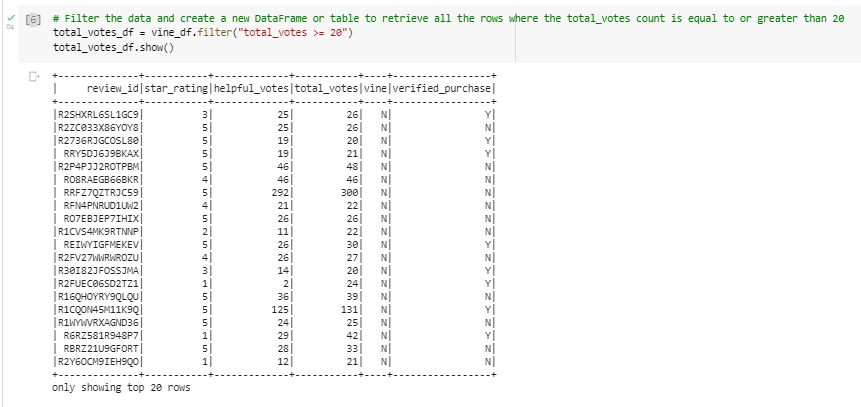 [6] # Filter the data and create a new DataFrame or table to retrieve all the rows where the total_votes count is equal to or greater than 20
total_votes_df = vine_df.filter("total_votes >= 20")
total_votes_df.show()
0s
+--------------+-----------+-------------+-----------+----+-----------------+
|     review_id|star_rating|helpful_votes|total_votes|vine|verified_purchase|
+--------------+-----------+-------------+-----------+----+-----------------+
|R2SHXRL6SL1GC9|          3|           25|         26|   N|                Y|
|R2ZC033X86YOY8|          5|           25|         26|   N|                N|
|R2736RJGCOSL80|          5|           19|         20|   N|                Y|
| RRY5DJ6J9BKAX|          5|           19|         21|   N|                Y|
|R2P4PJJ2ROTPBM|          5|           46|         48|   N|                N|
| RO8RAEGB66BKR|          4|           46|         46|   N|                N|
| RRFZ7QZTRJC59|          5|          292|        300|   N|                N|
| RFN4PNRUD1UW2|          4|           21|         22|   N|                N|
| RO7EBJEP7IHIX|          5|           26|         26|   N|                N|
|R1CVS4MK9RTNNP|          2|           11|         22|   N|                N|
| REIWYIGFMEKEV|          5|           26|         30|   N|                Y|
|R2FV27WWRWROZU|          4|           26|         27|   N|                N|
|R30I82JFOSSJMA|          3|           14|         20|   N|                Y|
|R2FUEC06SD2TZ1|          1|            2|         24|   N|                Y|
|R16QHOYRY9QLQU|          5|           36|         39|   N|                N|
|R1CQON45M11K9Q|          5|          125|        131|   N|                Y|
|R1WYWVRXAGND36|          5|           24|         25|   N|                N|
| R6RZ581R948P7|          1|           29|         42|   N|                Y|
| RBRZ21U9GFORT|          5|           28|         33|   N|                N|
|R2Y6OCM9IEH9QO|          1|           12|         21|   N|                N|
+--------------+-----------+-------------+-----------+----+-----------------+
only showing top 20 rows